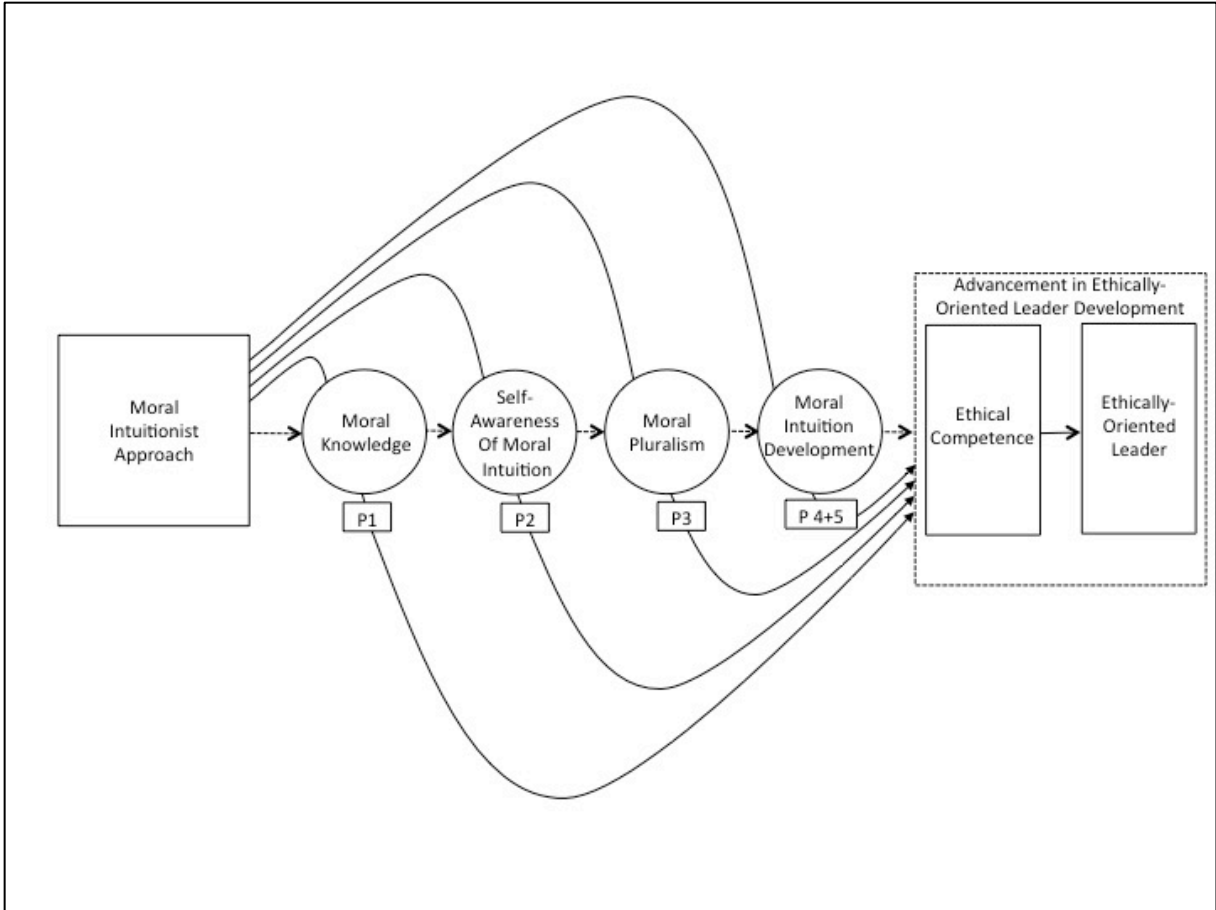 Advancement in Ethically-
Oriented Leader Development
Moral
Intuitionist
Approach
Moral
Knowledge
Self-
Awareness
Of Moral
Intuition
Moral
Pluralism
Moral
Intuition
Development
Ethical
Competence
Ethically-
Oriented
Leader
P1
P2
P3
P 4+5